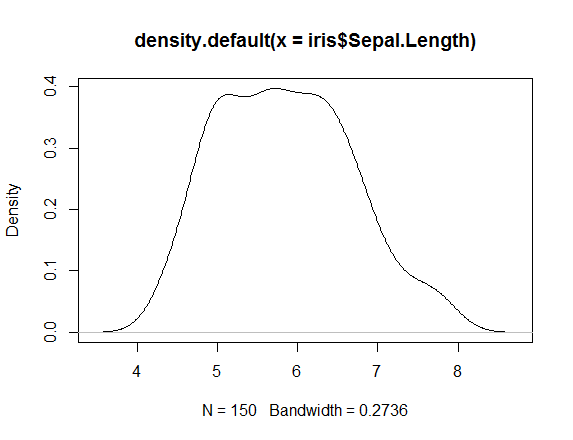 density.default(x = iris$Sepal.Length)
Density
0.4
0.3
0.2
0.1
0.0
4 5 6 7 8
N = 150 Bandwidth = 0.2736